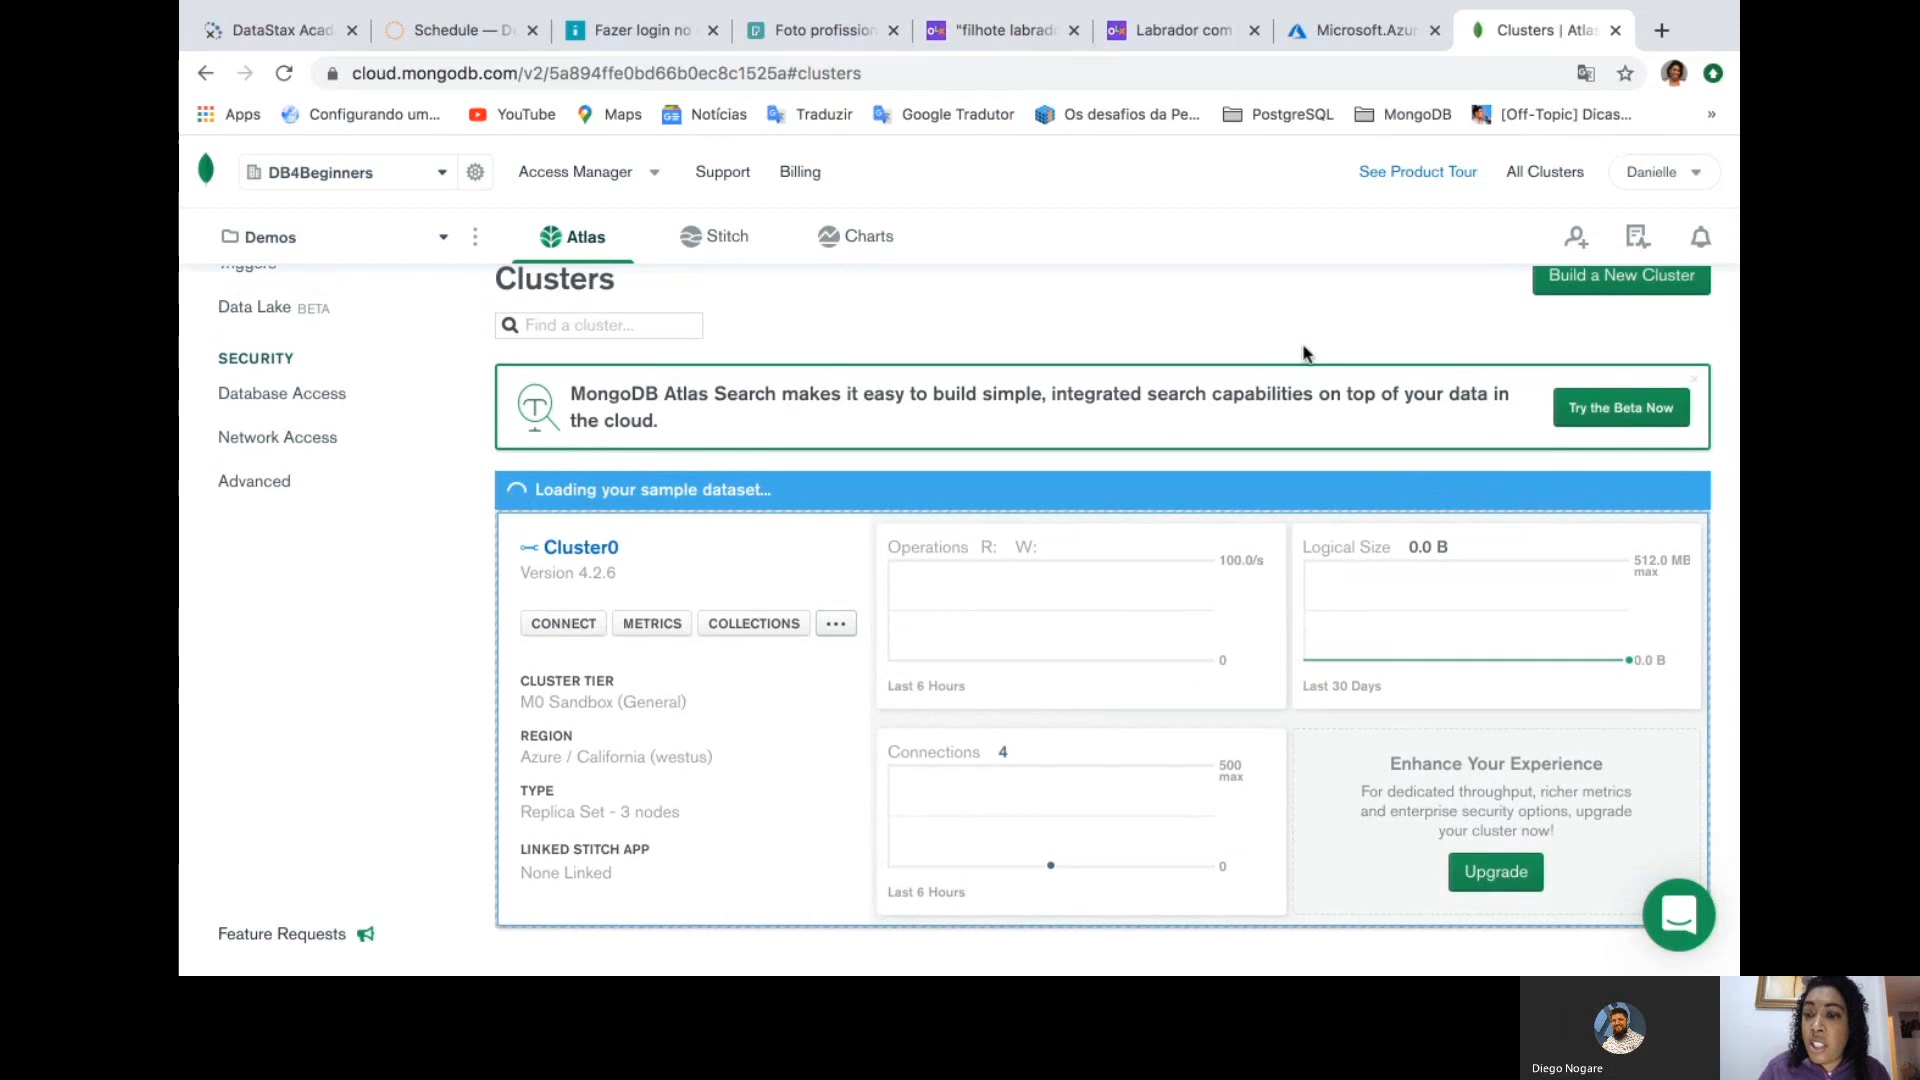 DataStax Acad
Schedule — D
Fazer login no
Foto profission
"filhote labrad
Labrador com
Microsoft.Azur
Clusters | Atlas
cloud.mongodb.com/v2/5a894ffe0bd66b0ec8c1525a#clusters
Apps
Configurando um...
YouTube
Maps
Notícias
Traduzir
Google Tradutor
Os desafios da Pe...
PostgreSQL
MongoDB
[Off-Topic] Dicas...
»
DB4Beginners
Access Manager
Support
Billing
See Product Tour
All Clusters
Danielle
Demos
Atlas
Stitch
Charts
Triggers
Data Lake BETA
SECURITY
Database Access
Network Access
Advanced
Feature Requests
Clusters
Build a New Cluster
Find a cluster...
MongoDB Atlas Search makes it easy to build simple, integrated search capabilities on top of your data in
the cloud.
Try the Beta Now
Loading your sample dataset...
Cluster0
Version 4.2.6
CONNECT
METRICS
COLLECTIONS
...
CLUSTER TIER
M0 Sandbox (General)
REGION
Azure / California (westus)
TYPE
Replica Set - 3 nodes
LINKED STITCH APP
None Linked
Operations R: W:
100.0/s
0
Last 6 Hours
Logical Size 0.0 B
512.0 MB
max
0.0 B
Last 30 Days
Connections 4
500
max
0
Last 6 Hours
Enhance Your Experience
For dedicated throughput, richer metrics
and enterprise security options, upgrade
your cluster now!
Upgrade
Diego Nogare